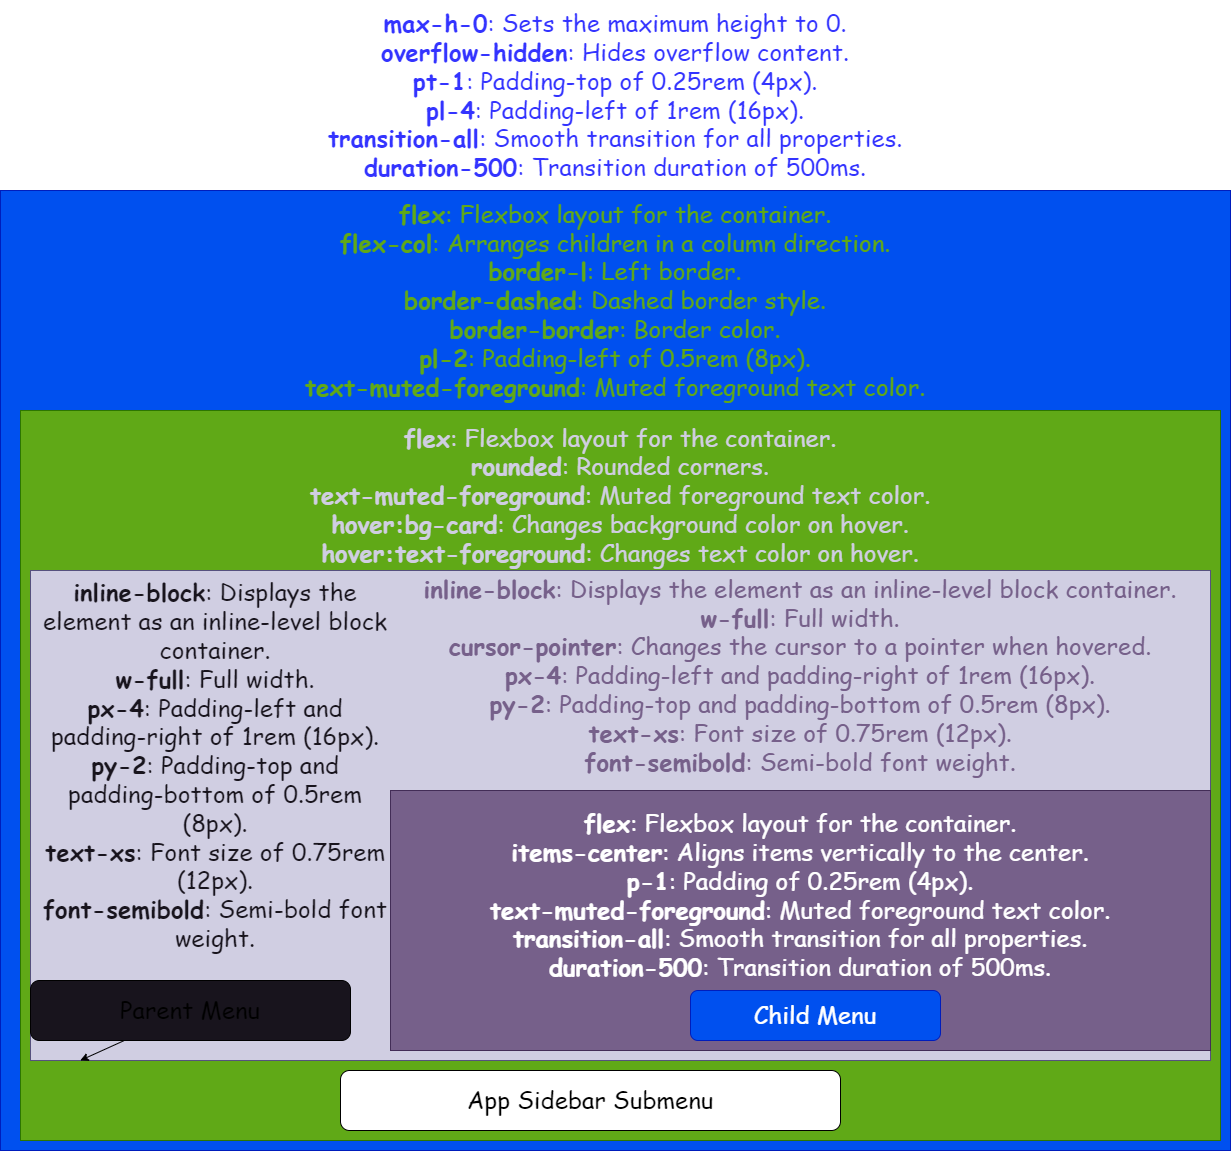 max-h-0: Sets the maximum height to 0.
overflow-hidden: Hides overflow content.
pt-1: Padding-top of 0.25rem (4px).
pl-4: Padding-left of 1rem (16px).
transition-all: Smooth transition for all properties.
duration-500: Transition duration of 500ms.
flex: Flexbox layout for the container.
flex-col: Arranges children in a column direction.
border-l: Left border.
border-dashed: Dashed border style.
border-border: Border color.
pl-2: Padding-left of 0.5rem (8px).
text-muted-foreground: Muted foreground text color.
flex: Flexbox layout for the container.
rounded: Rounded corners.
text-muted-foreground: Muted foreground text color.
hover:bg-card: Changes background color on hover.
hover:text-foreground: Changes text color on hover.
inline-block: Displays the
element as an inline-level block
container.
w-full: Full width.
px-4: Padding-left and
padding-right of 1rem (16px).
py-2: Padding-top and
padding-bottom of 0.5rem
(8px).
text-xs: Font size of 0.75rem
(12px).
font-semibold: Semi-bold font
weight.
Parent Menu
inline-block: Displays the element as an inline-level block container.
w-full: Full width.
cursor-pointer: Changes the cursor to a pointer when hovered.
px-4: Padding-left and padding-right of 1rem (16px).
py-2: Padding-top and padding-bottom of 0.5rem (8px).
text-xs: Font size of 0.75rem (12px).
font-semibold: Semi-bold font weight.
flex: Flexbox layout for the container.
items-center: Aligns items vertically to the center.
p-1: Padding of 0.25rem (4px).
text-muted-foreground: Muted foreground text color.
transition-all: Smooth transition for all properties.
duration-500: Transition duration of 500ms.
Child Menu
App Sidebar Submenu